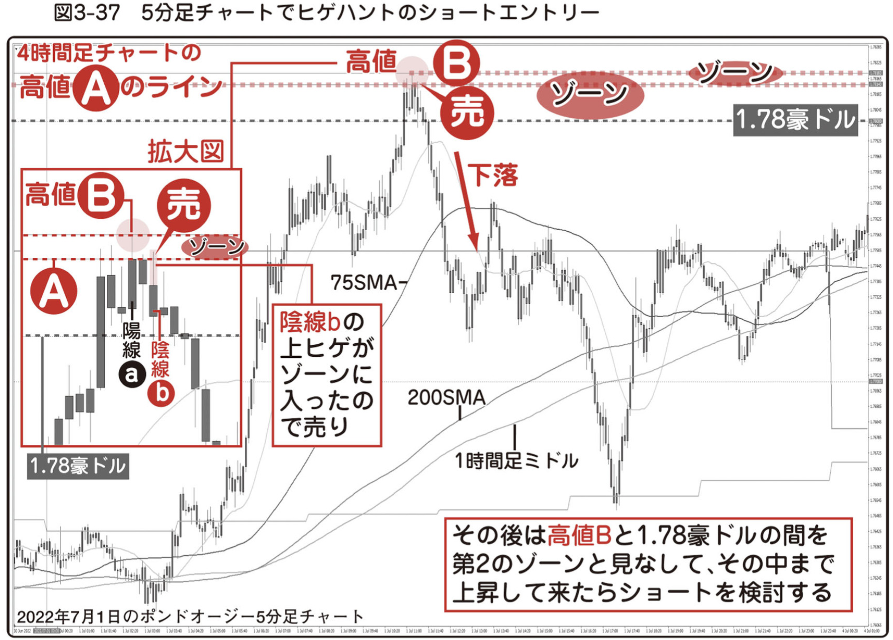 図3-37　5分足チャートでヒゲハントのショートエントリー
4時間足チャートの
高値Aのライン
高値B
売
ゾーン
ゾーン
1.78豪ドル
下落
拡大図
高値B
売
ゾーン
A
陽線a
陰線b
1.78豪ドル
75SMA
陰線bの
上ヒゲが
ゾーンに
入ったの
で売り
200SMA
1時間足ミドル
その後は高値Bと1.78豪ドルの間を
第2のゾーンと見なして、その中まで
上昇して来たらショートを検討する
2022年7月1日のポンドオージー5分足チャート